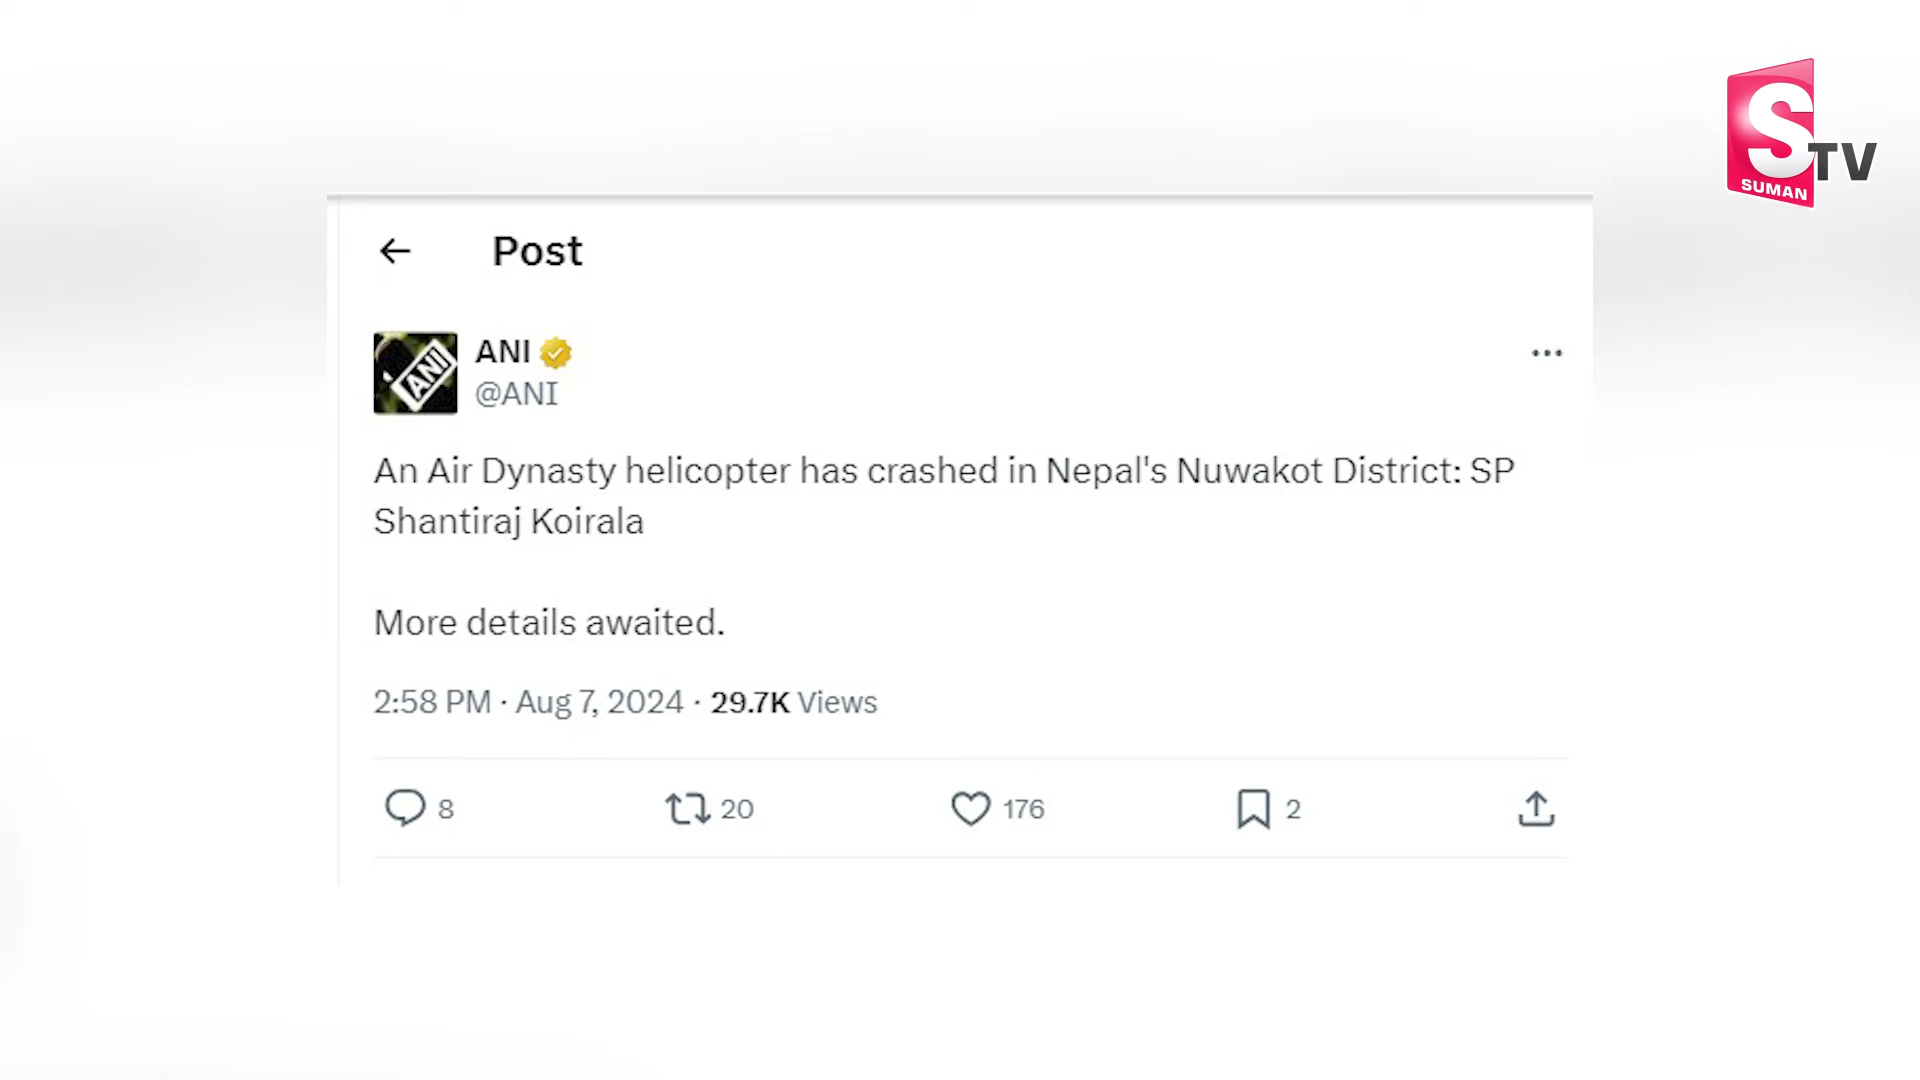 S TV
SUMAN
Post
ANI
ANI
@ANI
An Air Dynasty helicopter has crashed in Nepal's Nuwakot District: SP
Shantiraj Koirala
More details awaited.
2:58 PM · Aug 7, 2024 · 29.7K Views
8 20 176 2